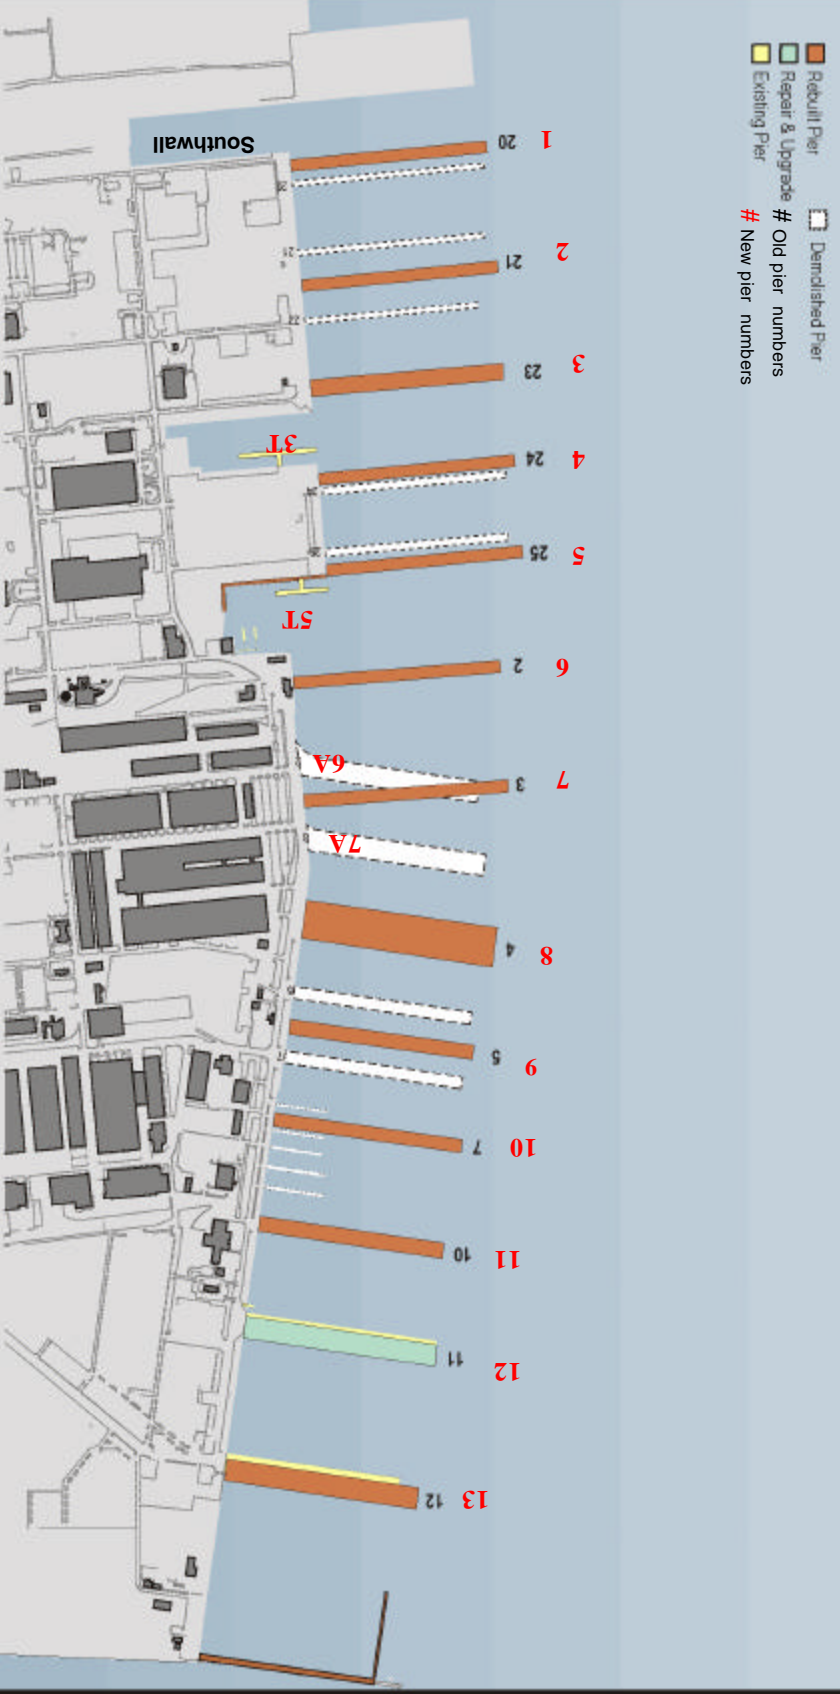 Rebuilt Pier
Repair & Upgrade
Existing Pier
Demolished Pier
# Old pier numbers
# New pier numbers
Southwall
20 1
21 2
22
23 3
3T
24 4
25 5
5T
2 6
6A
3 7
7A
4 8
5 9
7 10
10 11
11 12
12 13